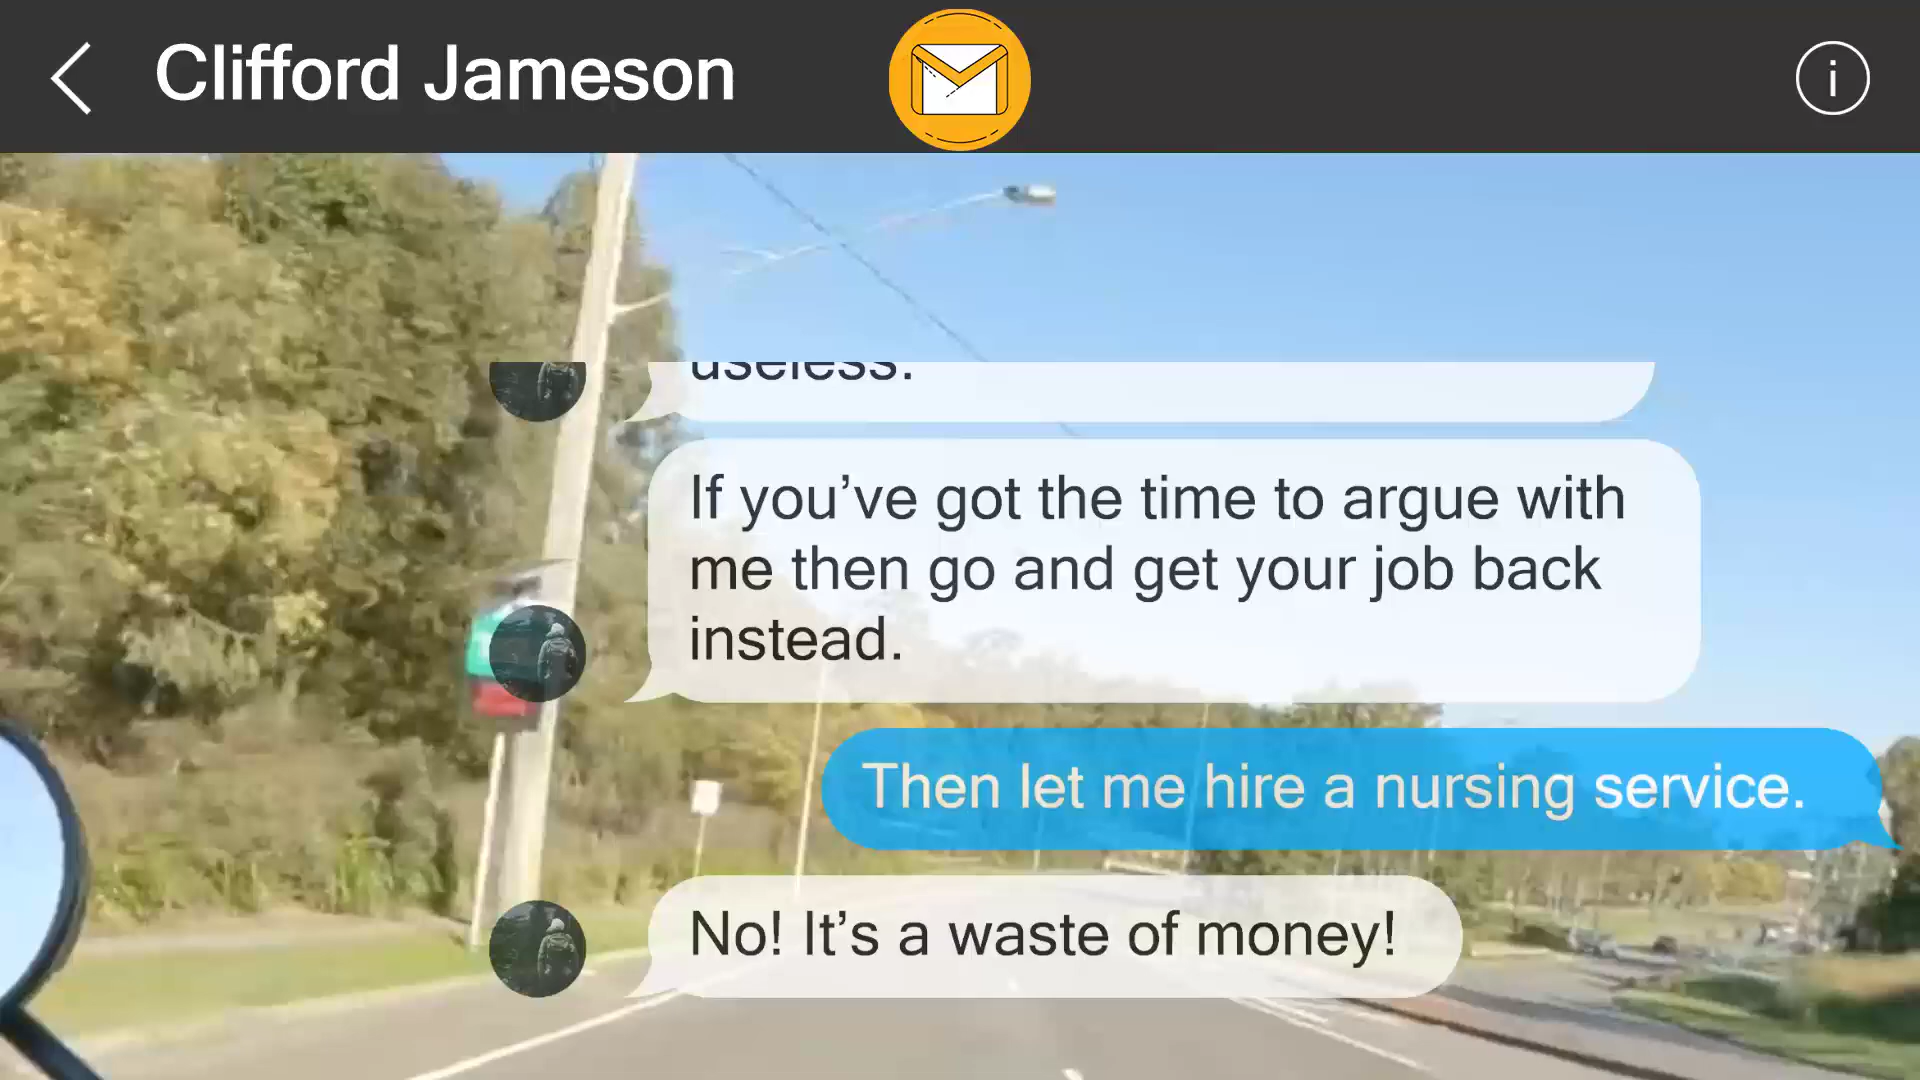 Clifford Jameson
useless.
If you’ve got the time to argue with
me then go and get your job back
instead.
Then let me hire a nursing service.
No! It’s a waste of money!